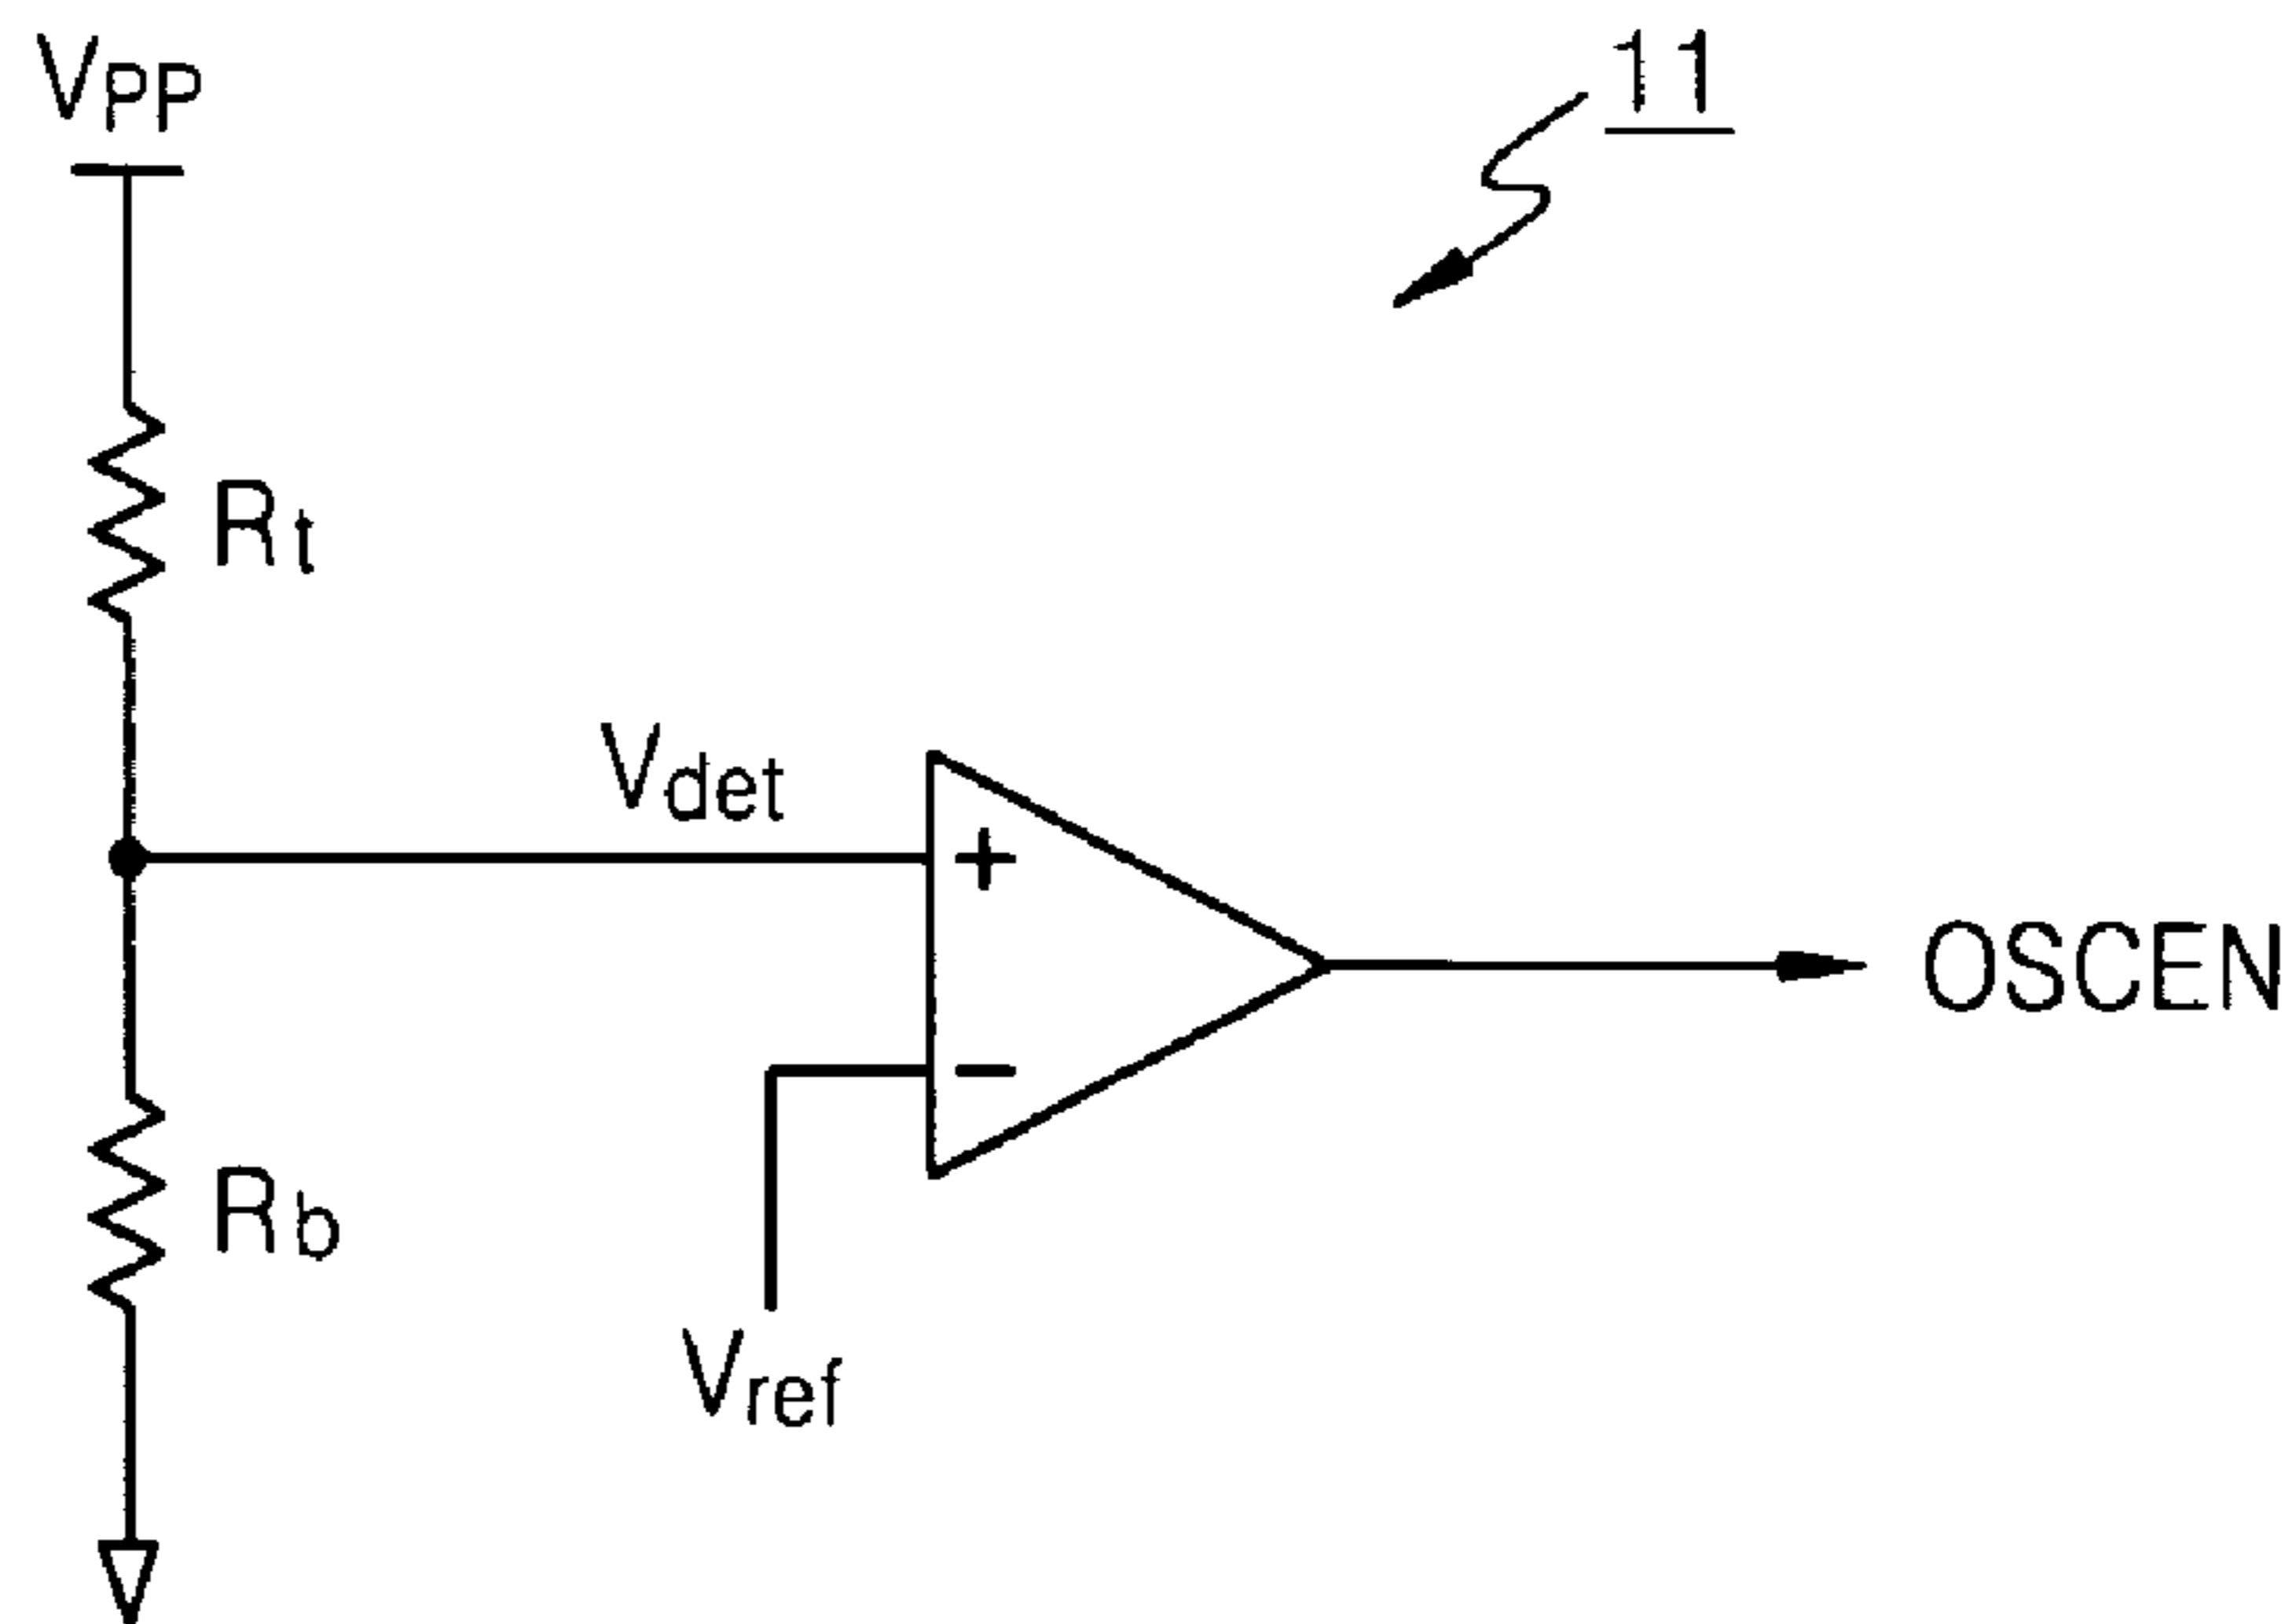 VPP
11
Rt
Vdet
+
OSCEN
−
Rb
Vref